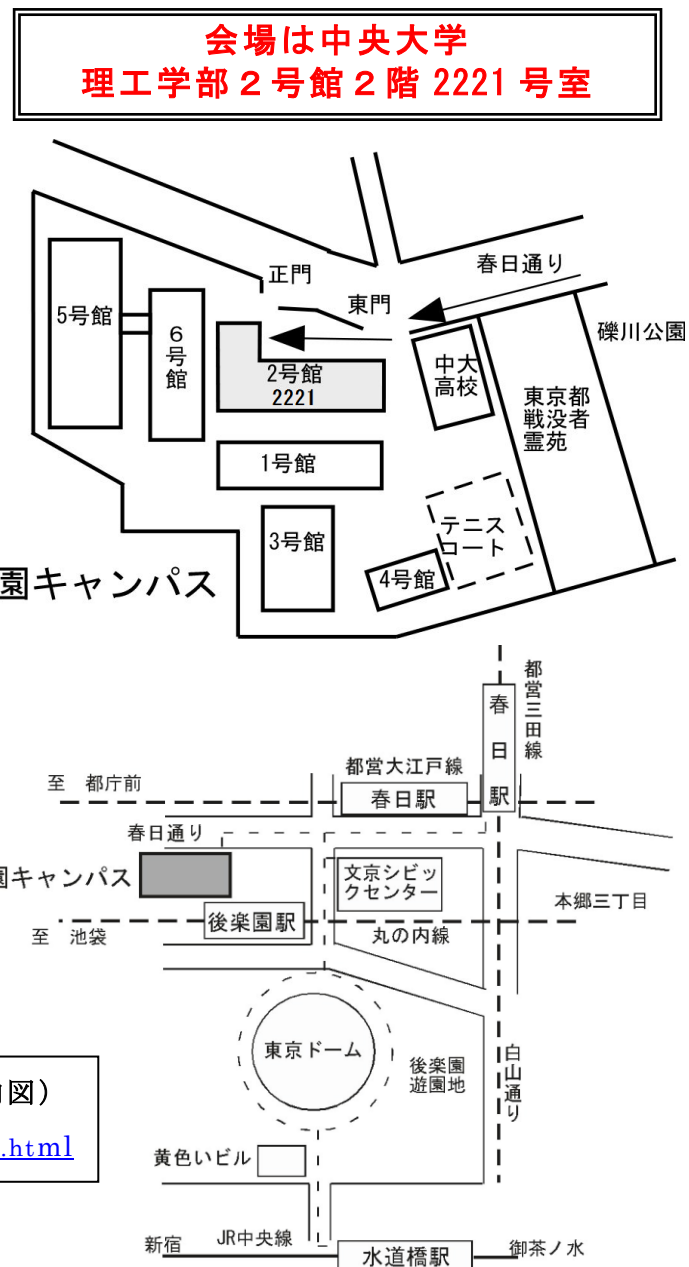 会場は中央大学
理工学部２号館２階 2221 号室
正門
東門
春日通り
礫川公園
5号館
6号館
2号館
2221
中大
高校
東京都
戦没者
霊苑
1号館
3号館
テニス
コート
4号館
園キャンパス
都営三田線
春日駅
都営大江戸線
至 都庁前
春日駅
春日通り
園キャンパス
文京シビッ
クセンター
本郷三丁目
後楽園駅
至 池袋
丸の内線
東京ドーム
後楽園
遊園地
白山通り
図）
.html
黄色いビル
新宿
JR中央線
水道橋駅
御茶ノ水